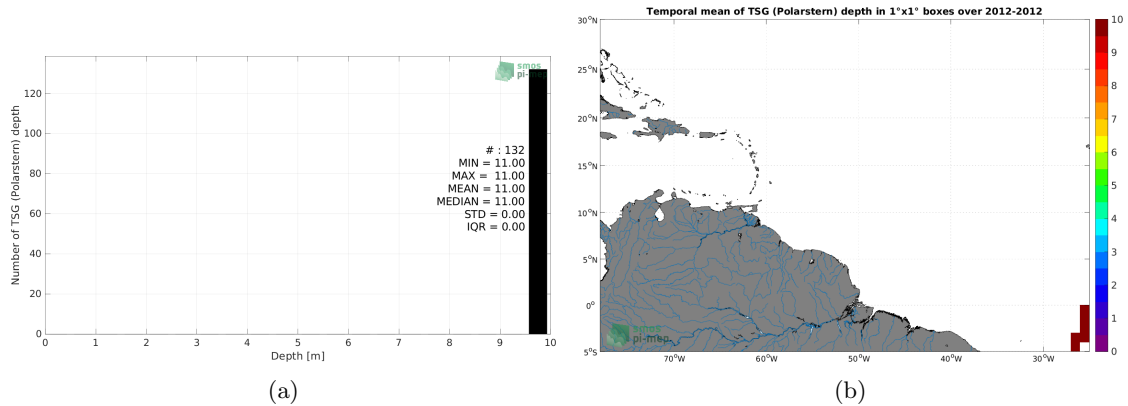 smos
pi-mep
Number of TSG (Polarstern) depth
120
100
80
60
40
20
0
# : 132
MIN = 11.00
MAX = 11.00
MEAN = 11.00
MEDIAN = 11.00
STD = 0.00
IQR = 0.00
0 1 2 3 4 5 6 7 8 9 10
Depth [m]
(a)
Temporal mean of TSG (Polarstern) depth in 1°x1° boxes over 2012-2012
30°N
25°N
20°N
15°N
10°N
5°N
0°
5°S
smos
pi-mep
70°W 60°W 50°W 40°W 30°W
10
9
8
7
6
5
4
3
2
1
0
(b)